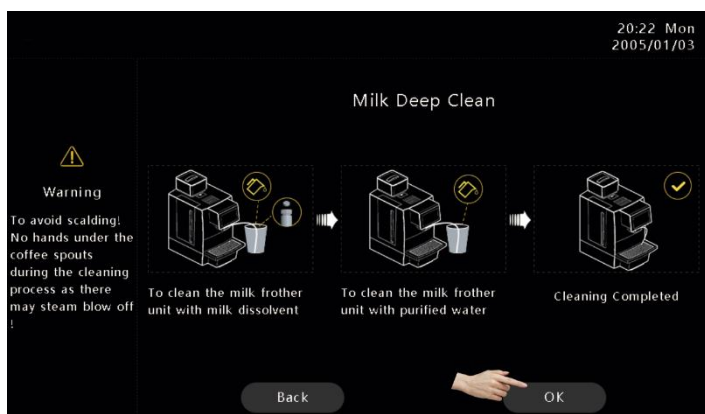 20:22 Mon
2005/01/03
Milk Deep Clean
Warning
To avoid scalding!
No hands under the
coffee spouts
during the cleaning
process as there
may steam blow off
!
To clean the milk frother
unit with milk dissolvent
To clean the milk frother
unit with purified water
Cleaning Completed
Back
OK